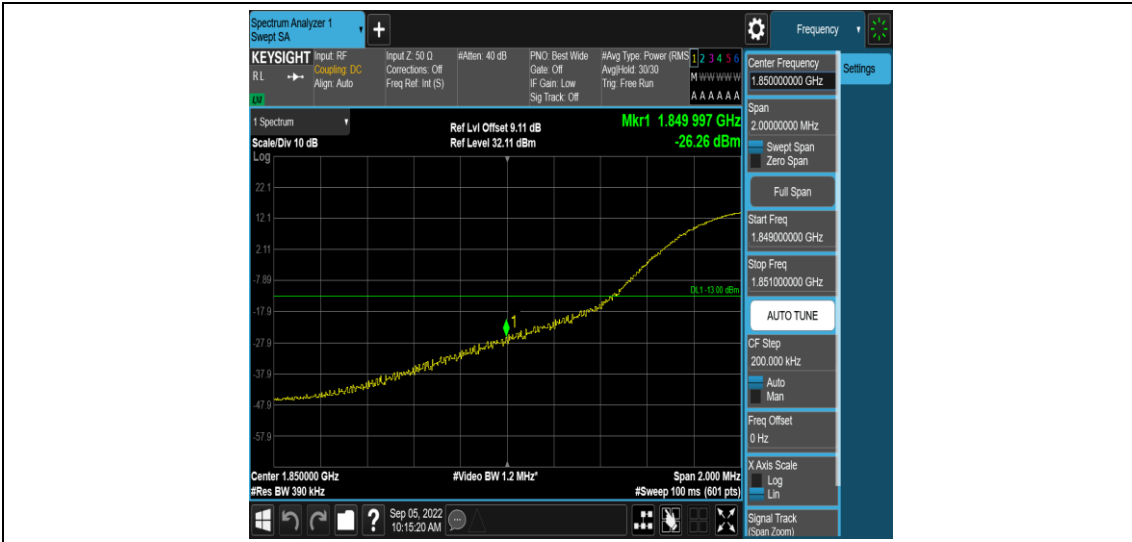 Spectrum Analyzer 1
Swept SA
+
Frequency
KEYSIGHT
RL
Input: RF
Coupling: DC
Align: Auto
Input Z: 50 Ω
Corrections: Off
Freq Ref: Int (S)
#Atten: 40 dB
PNO: Best Wide
Gate: Off
IF Gain: Low
Sig Track: Off
#Avg Type: Power (RMS
Avg|Hold: 30/30
Trig: Free Run
1 2 3 4 5 6
M W W W W W
A A A A A A
1 Spectrum
Scale/Div 10 dB
Log
Ref Lvl Offset 9.11 dB
Ref Level 32.11 dBm
Mkr1 1.849 997 GHz
-26.26 dBm
22.1
12.1
2.11
-7.89
-17.9
-27.9
-37.9
-47.9
-57.9
DL1 -13.00 dBm
1
Center 1.850000 GHz
#Res BW 390 kHz
#Video BW 1.2 MHz*
Span 2.000 MHz
#Sweep 100 ms (601 pts)
Center Frequency
1.850000000 GHz
Settings
Span
2.00000000 MHz
Swept Span
Zero Span
Full Span
Start Freq
1.849000000 GHz
Stop Freq
1.851000000 GHz
AUTO TUNE
CF Step
200.000 kHz
Auto
Man
Freq Offset
0 Hz
X Axis Scale
Log
Lin
Signal Track
(Span Zoom)
?
Sep 05, 2022
10:15:20 AM